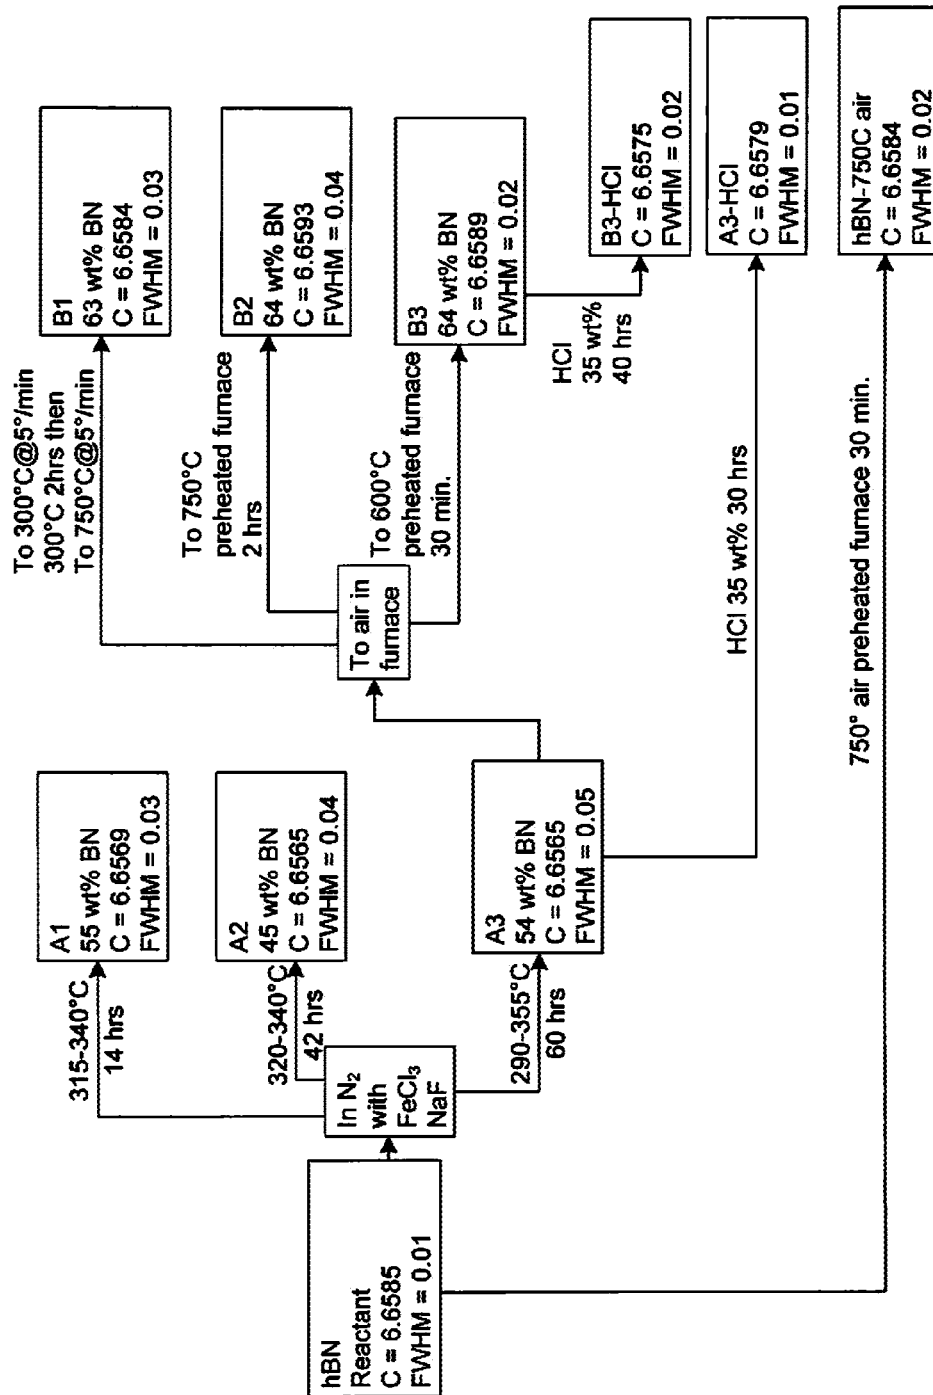 hBN
Reactant
C = 6.6585
FWHM = 0.01
In N₂
with
FeCl₃
NaF
315-340°C
14 hrs
A1
55 wt% BN
C = 6.6569
FWHM = 0.03
320-340°C
42 hrs
A2
45 wt% BN
C = 6.6565
FWHM = 0.04
290-355°C
60 hrs
A3
54 wt% BN
C = 6.6565
FWHM = 0.05
To air in
furnace
To 300°C@5°/min
300°C 2hrs then
To 750°C@5°/min
B1
63 wt% BN
C = 6.6584
FWHM = 0.03
To 750°C
preheated furnace
2 hrs
B2
64 wt% BN
C = 6.6593
FWHM = 0.04
To 600°C
preheated furnace
30 min.
B3
64 wt% BN
C = 6.6589
FWHM = 0.02
HCl
35 wt%
40 hrs
B3-HCl
C = 6.6575
FWHM = 0.02
HCl 35 wt% 30 hrs
A3-HCl
C = 6.6579
FWHM = 0.01
750° air preheated furnace 30 min.
hBN-750C air
C = 6.6584
FWHM = 0.02